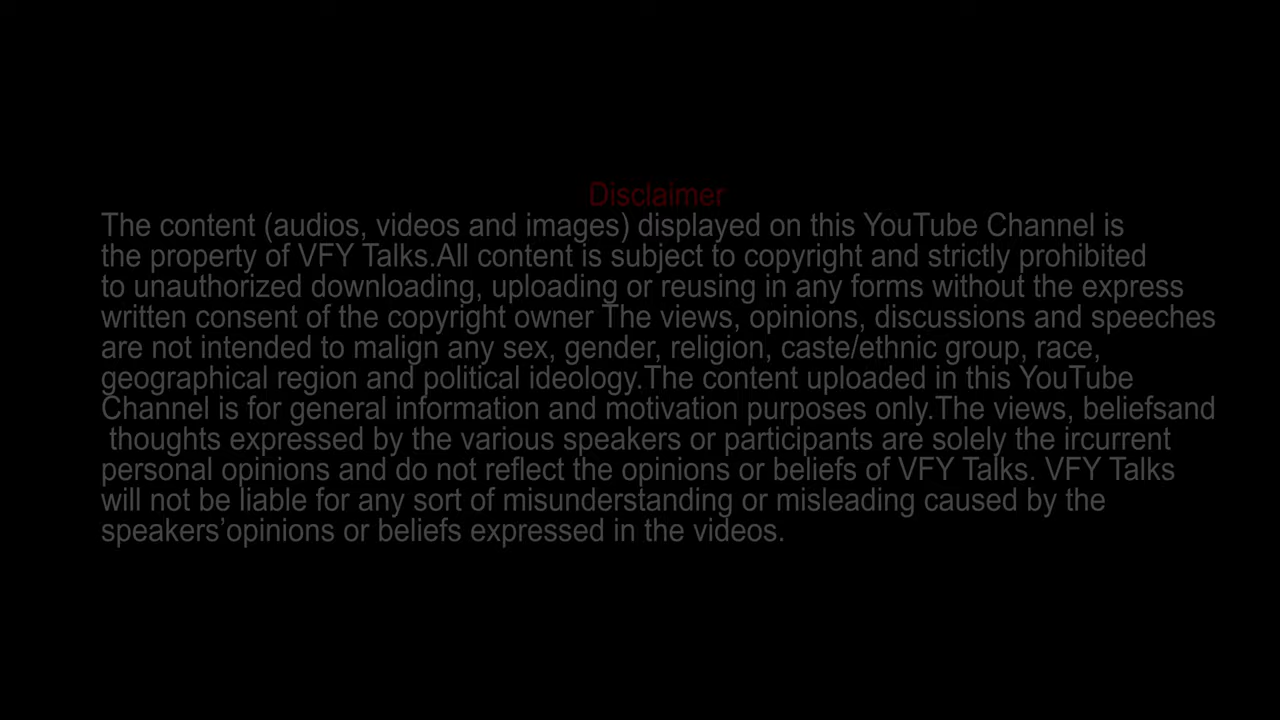 Disclaimer
The content (audios, videos and images) displayed on this YouTube Channel is
the property of VFY Talks.All content is subject to copyright and strictly prohibited
to unauthorized downloading, uploading or reusing in any forms without the express
written consent of the copyright owner The views, opinions, discussions and speeches
are not intended to malign any sex, gender, religion, caste/ethnic group, race,
geographical region and political ideology.The content uploaded in this YouTube
Channel is for general information and motivation purposes only.The views, beliefsand
thoughts expressed by the various speakers or participants are solely the ircurrent
personal opinions and do not reflect the opinions or beliefs of VFY Talks. VFY Talks
will not be liable for any sort of misunderstanding or misleading caused by the
speakers’opinions or beliefs expressed in the videos.